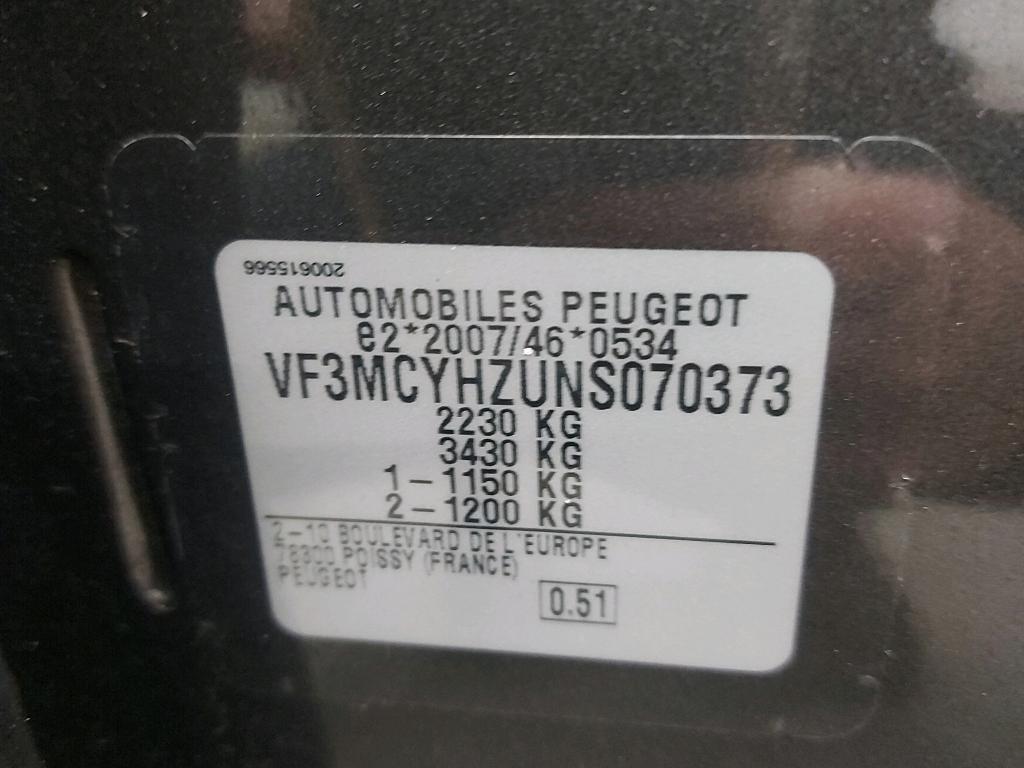 200615566
AUTOMOBILES PEUGEOT
e2*2007/46*0534
VF3MCYHZUNS070373
2230 KG
3430 KG
1-1150 KG
2-1200 KG
2-10 BOULEVARD DE L'EUROPE
78300 POISSY (FRANCE)
PEUGEOT
0.51